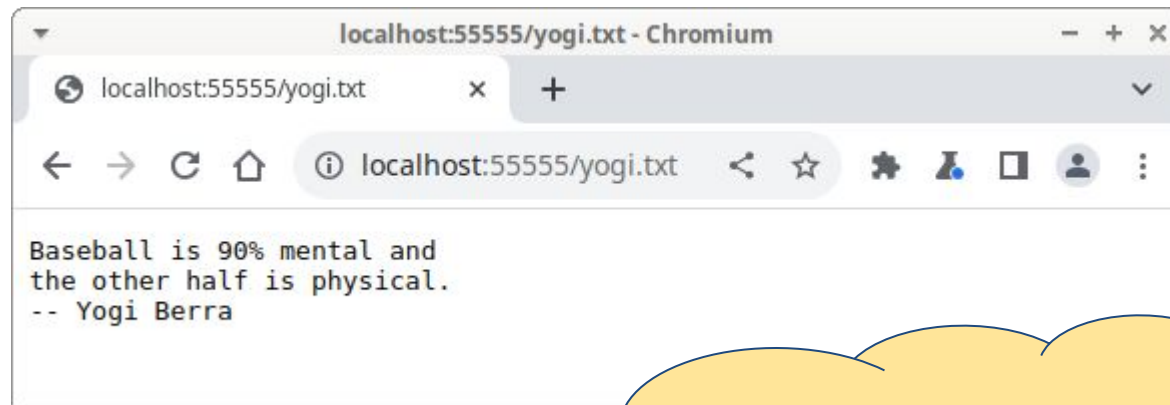 localhost:55555/yogi.txt - Chromium
localhost:55555/yogi.txt
localhost:55555/yogi.txt
Baseball is 90% mental and
the other half is physical.
-- Yogi Berra